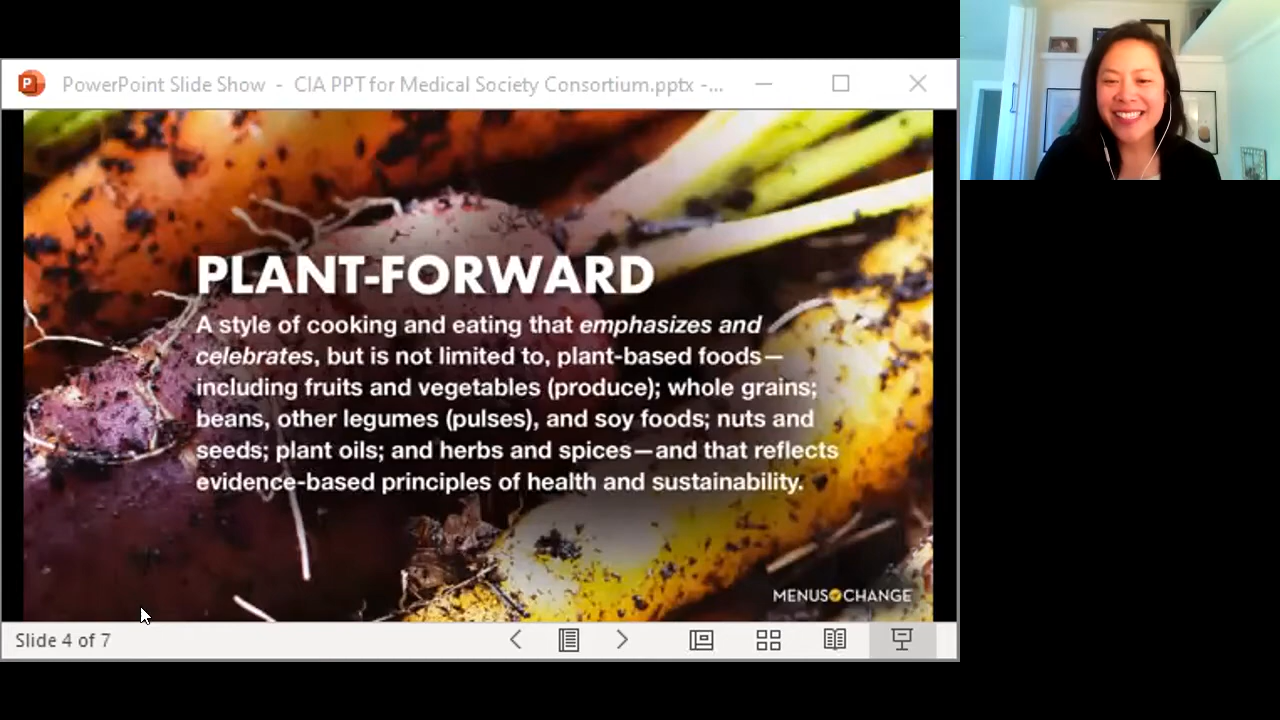 PowerPoint Slide Show - CIA PPT for Medical Society Consortium.pptx -...
PLANT-FORWARD
A style of cooking and eating that emphasizes and
celebrates, but is not limited to, plant-based foods—
including fruits and vegetables (produce); whole grains;
beans, other legumes (pulses), and soy foods; nuts and
seeds; plant oils; and herbs and spices—and that reflects
evidence-based principles of health and sustainability.
MENUS OF CHANGE
Slide 4 of 7